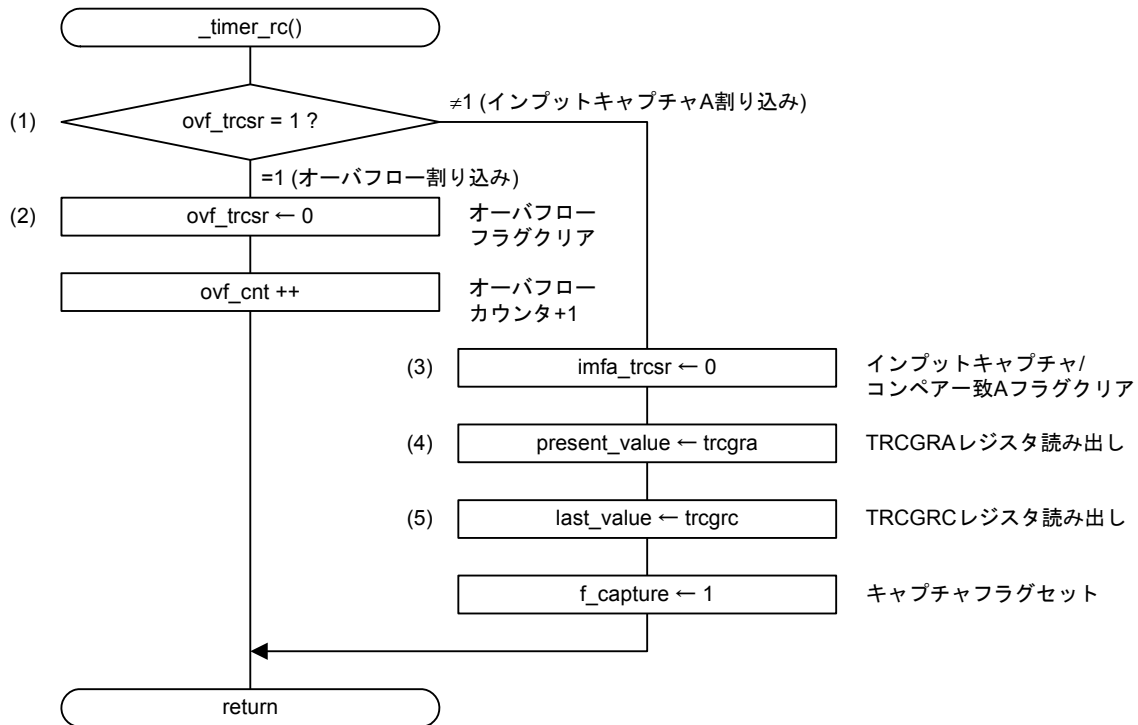 _timer_rc()
≠1 (インプットキャプチャA割り込み)
(1)
ovf_trcsr = 1 ?
=1 (オーバフロー割り込み)
(2)
ovf_trcsr ← 0
オーバフロー
フラグクリア
ovf_cnt ++
オーバフロー
カウンタ+1
(3)
imfa_trcsr ← 0
インプットキャプチャ/
コンペア一致Aフラグクリア
(4)
present_value ← trcgra
TRCGRAレジスタ読み出し
(5)
last_value ← trcgrc
TRCGRCレジスタ読み出し
f_capture ← 1
キャプチャフラグセット
return